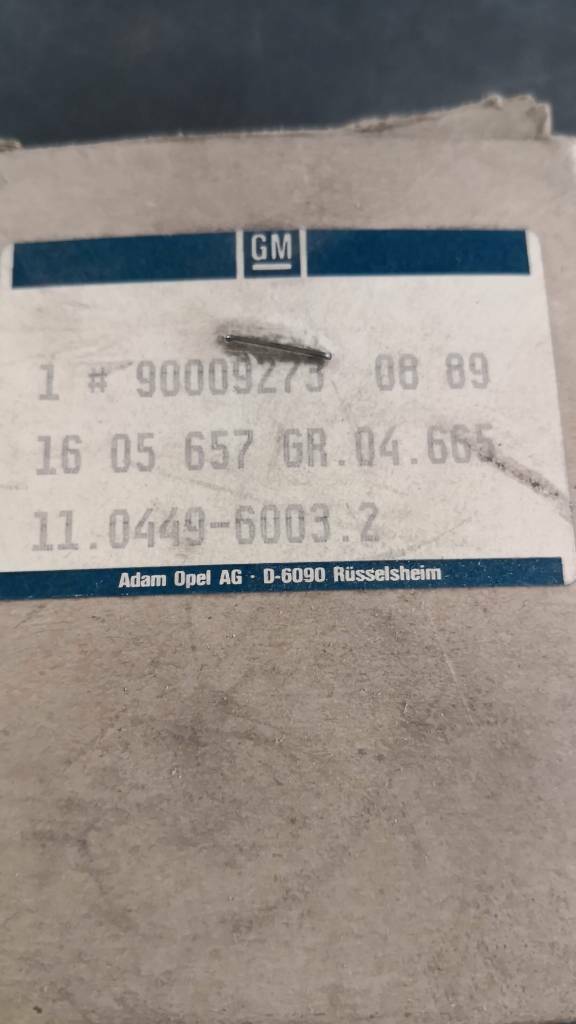 GM
1 # 90009273 08 89
16 05 657 GR.04.665
11.0449-6003.2
Adam Opel AG · D-6090 Rüsselsheim